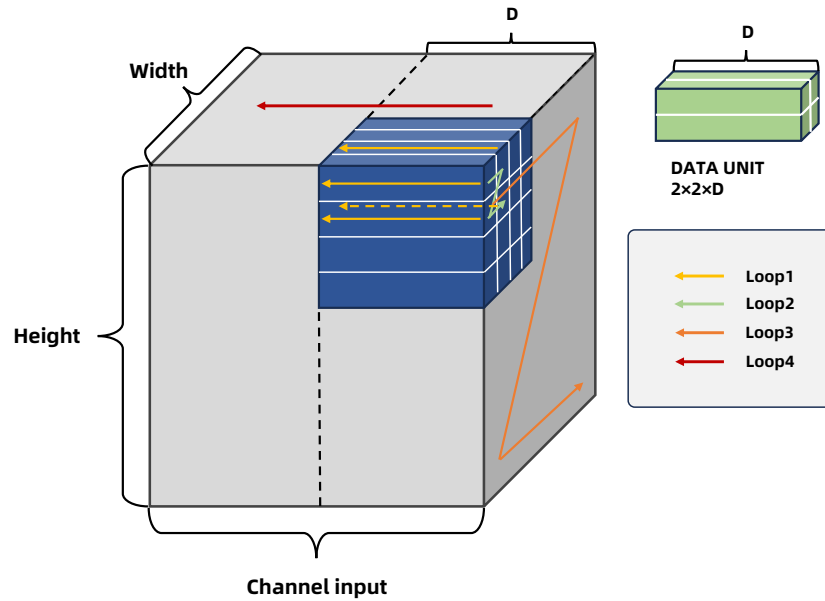 D
D
Width
DATA UNIT
2×2×D
Loop1
Loop2
Loop3
Loop4
Height
Channel input